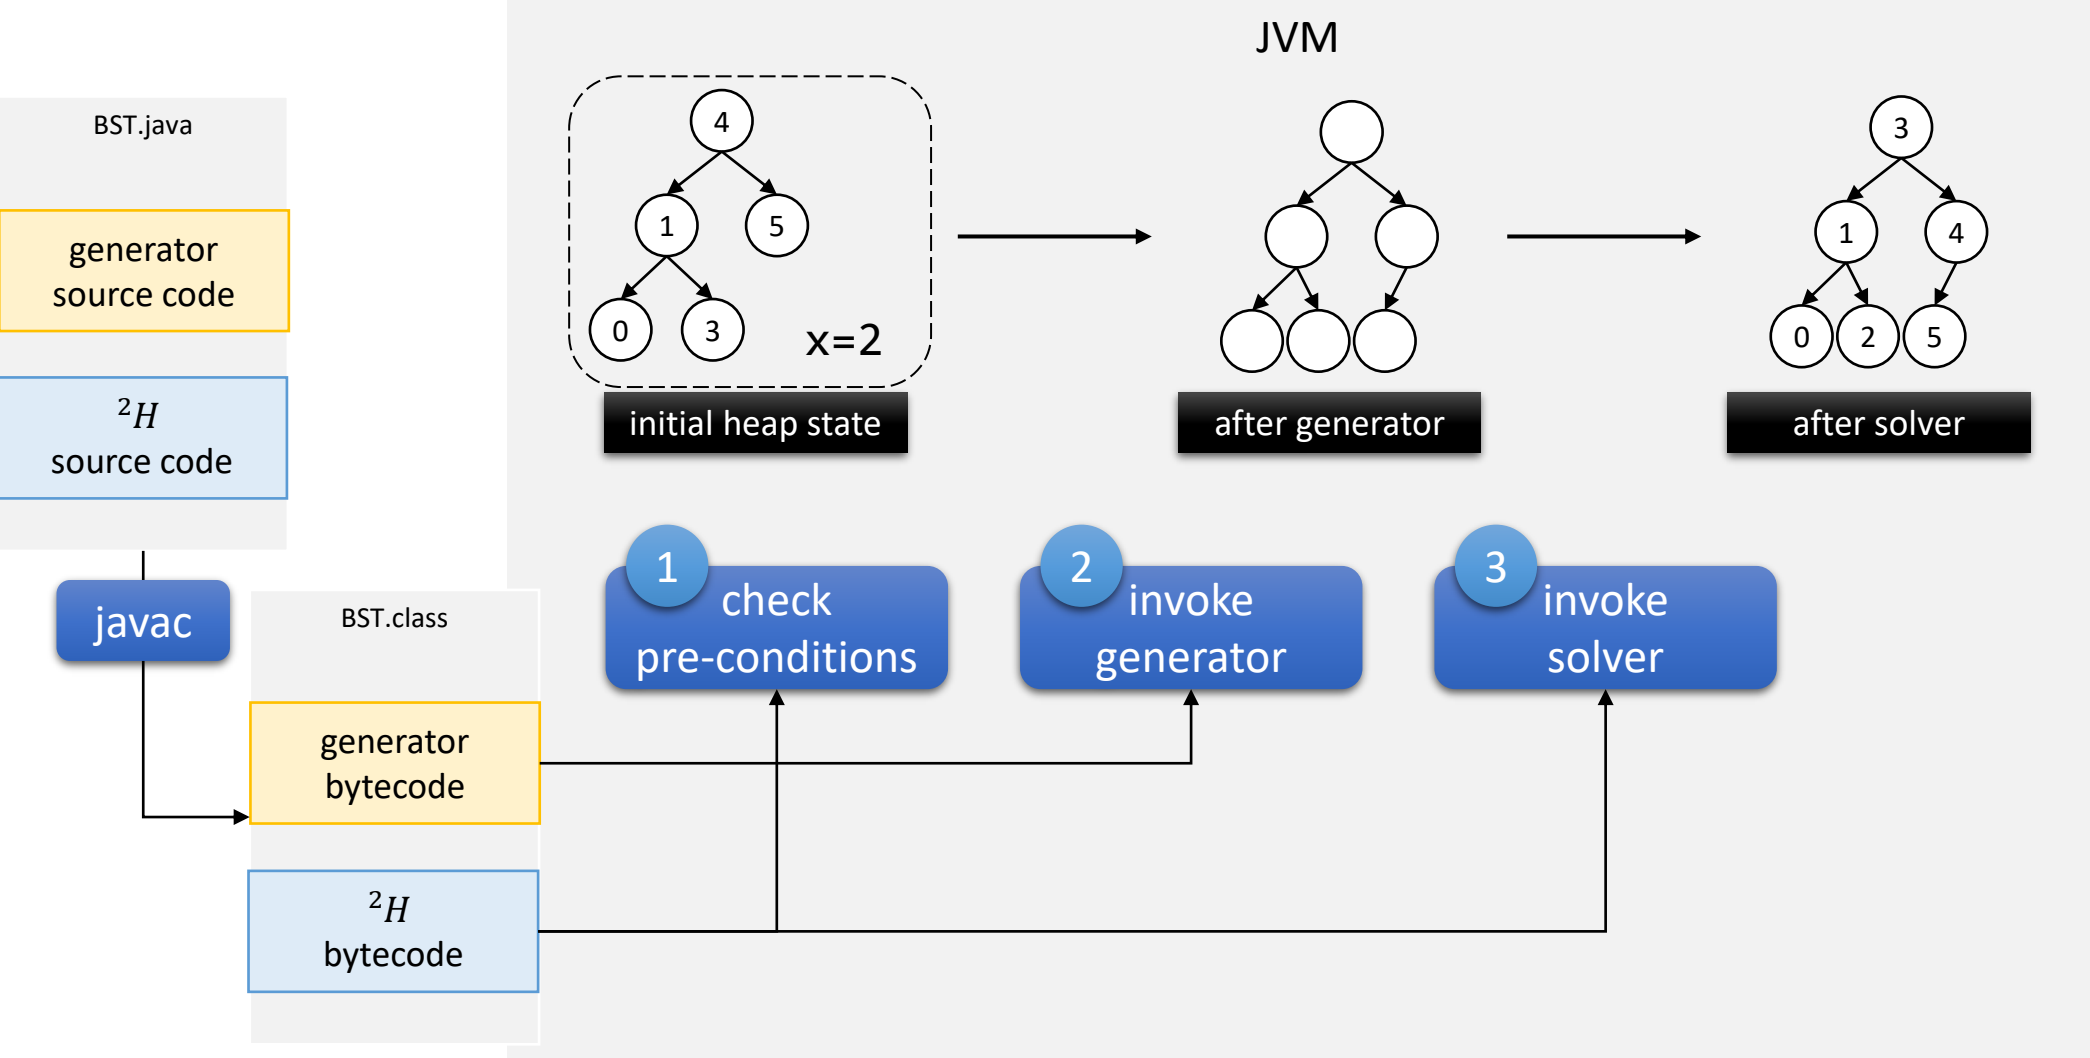 JVM
BST.java
generator
source code
²H
source code
javac
BST.class
generator
bytecode
²H
bytecode
4
1
5
0
3
x=2
initial heap state
after generator
3
1
4
0
2
5
after solver
1
check
pre-conditions
2
invoke
generator
3
invoke
solver